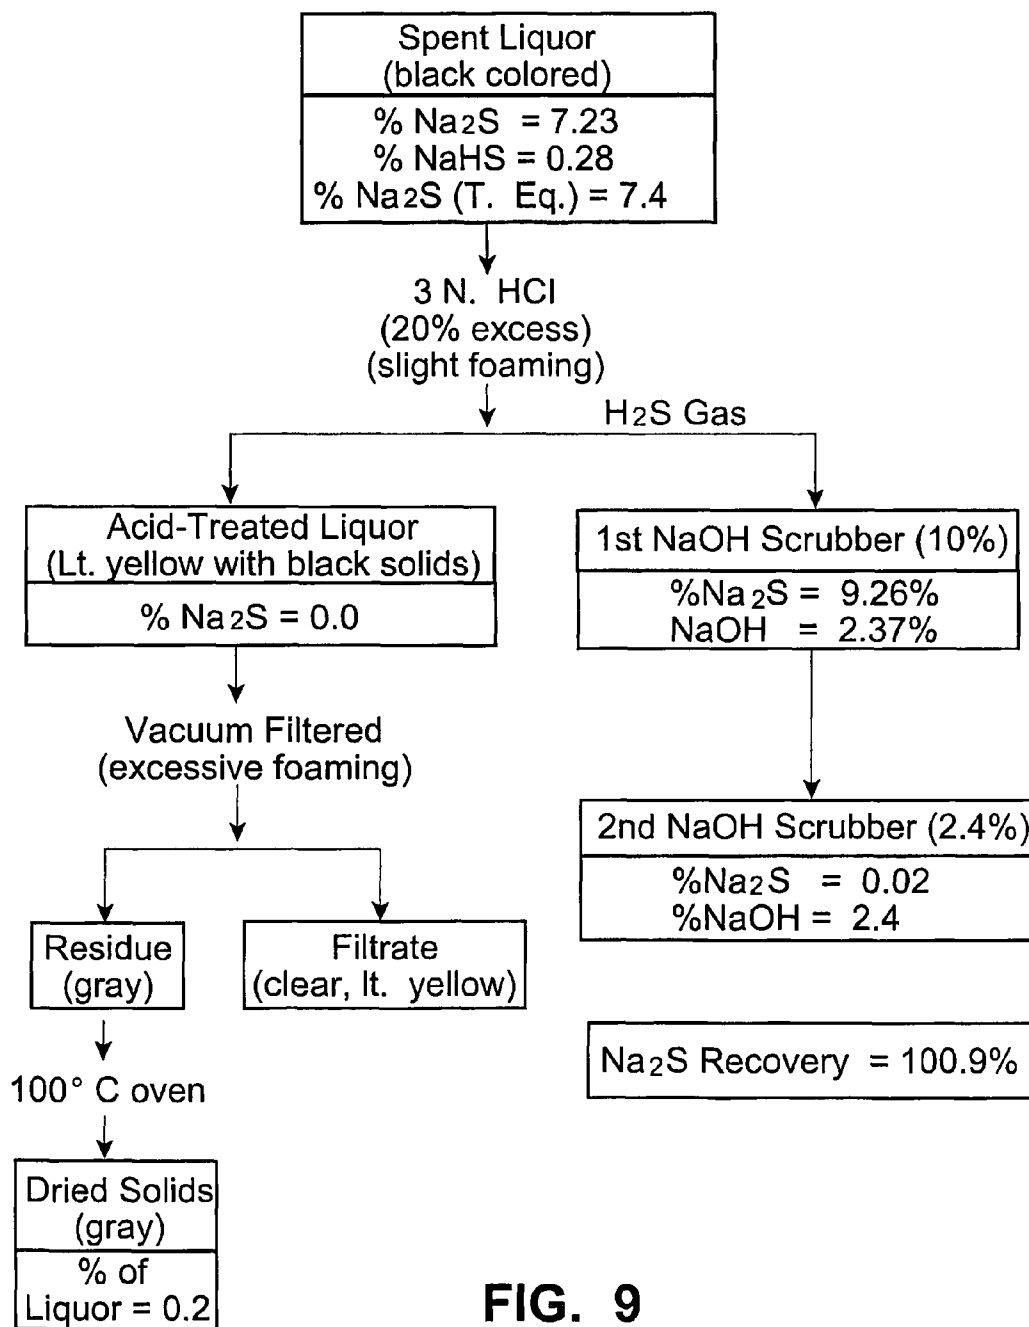 Spent Liquor
(black colored)
% Na2S = 7.23
% NaHS = 0.28
% Na2S (T. Eq.) = 7.4
3 N. HCl
(20% excess)
(slight foaming)
H2S Gas
Acid-Treated Liquor
(Lt. yellow with black solids)
% Na2S = 0.0
1st NaOH Scrubber (10%)
%Na2S = 9.26%
NaOH = 2.37%
Vacuum Filtered
(excessive foaming)
2nd NaOH Scrubber (2.4%)
%Na2S = 0.02
%NaOH = 2.4
Residue
(gray)
Filtrate
(clear, lt. yellow)
Na2S Recovery = 100.9%
100° C oven
Dried Solids
(gray)
% of
Liquor = 0.2
FIG. 9